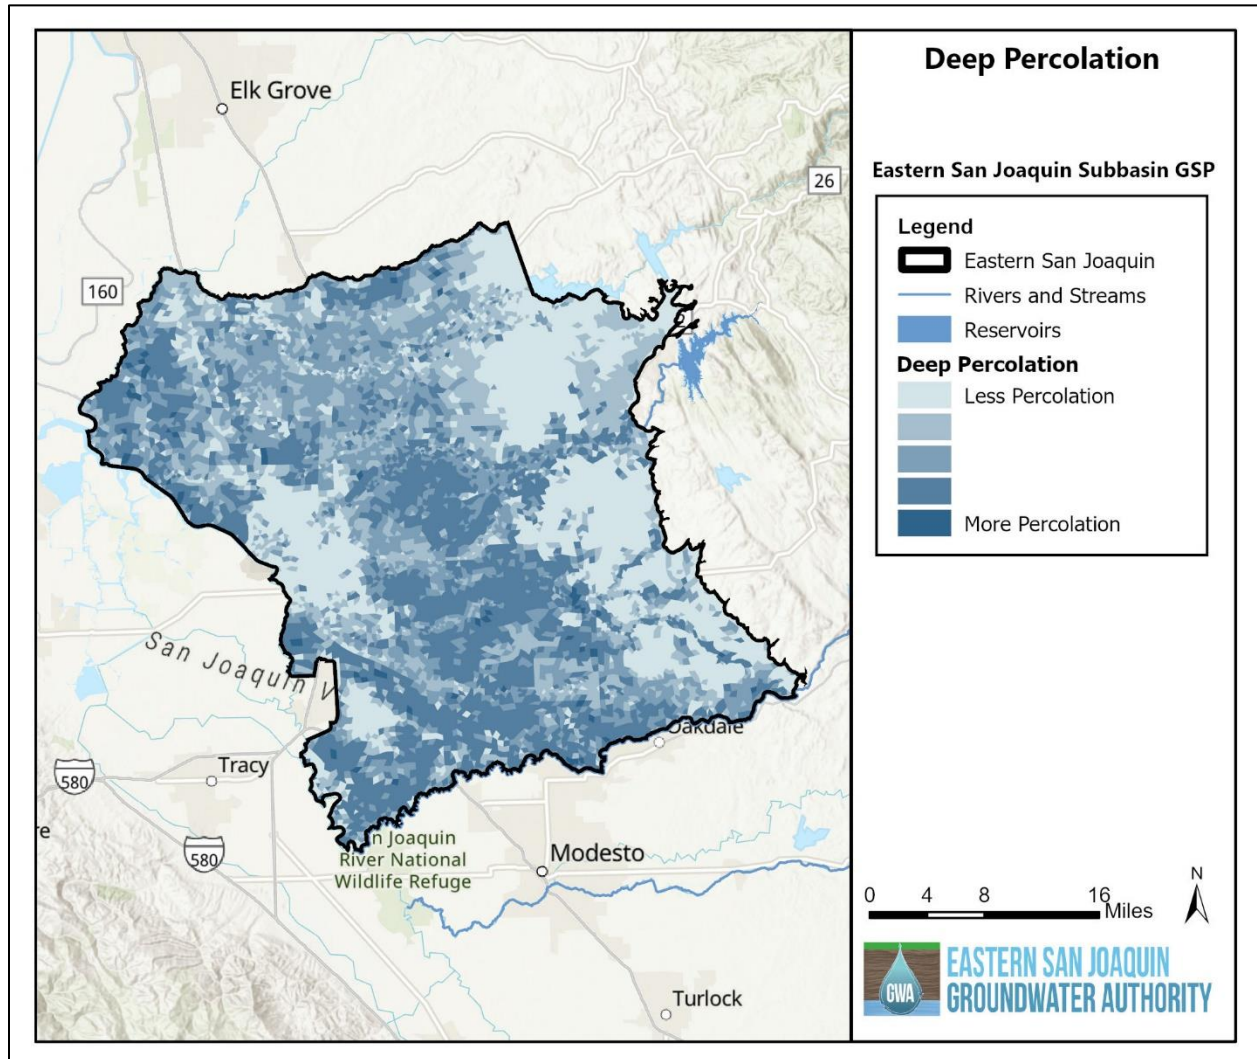 Deep Percolation
Eastern San Joaquin Subbasin GSP
Legend
Eastern San Joaquin
Rivers and Streams
Reservoirs
Deep Percolation
Less Percolation
More Percolation
Elk Grove
26
160
San Joaquin V
Oakdale
Tracy
580
580
re
n Joaquin
River National
Wildlife Refuge
Modesto
Turlock
0 4 8 16
Miles
N
GWA
EASTERN SAN JOAQUIN
GROUNDWATER AUTHORITY